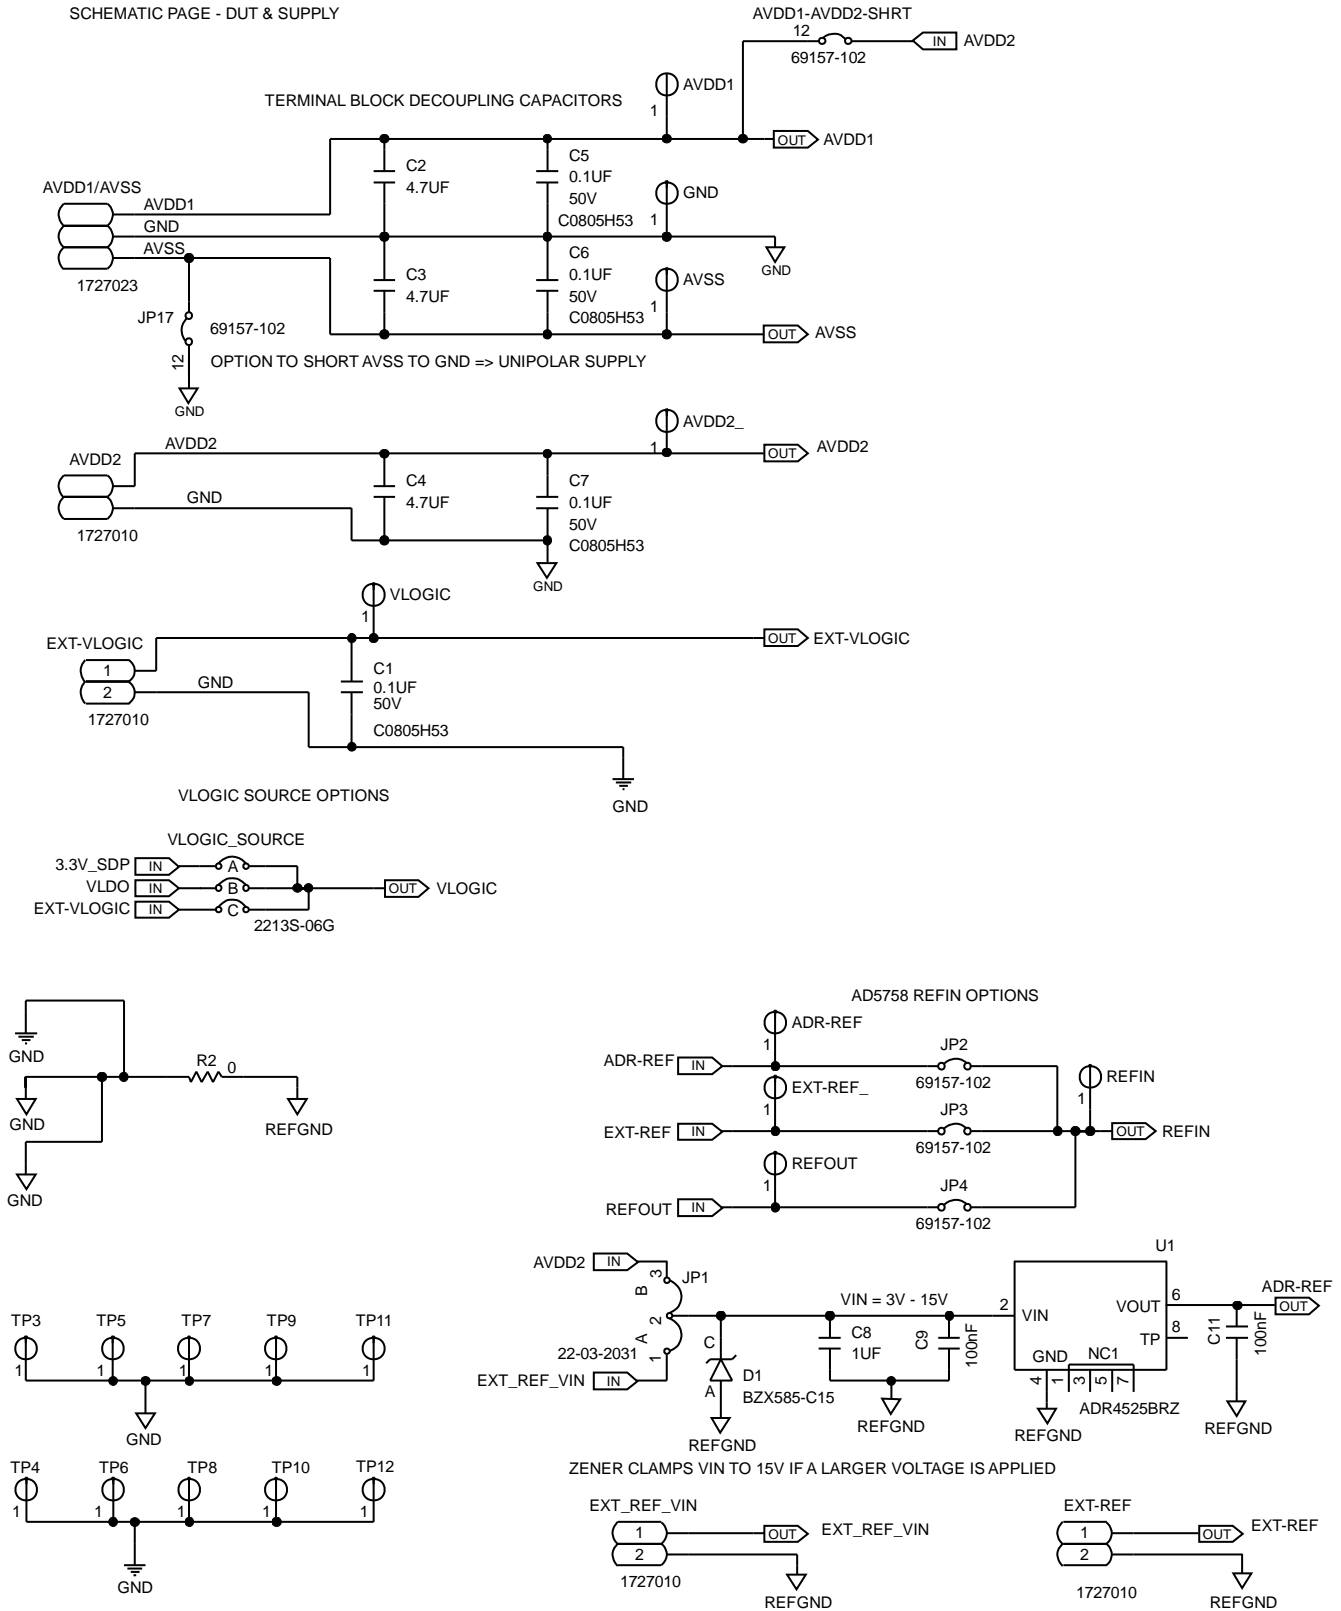 SCHEMATIC PAGE - DUT & SUPPLY
AVDD1-AVDD2-SHRT
12
IN AVDD2
69157-102
AVDD1
1
TERMINAL BLOCK DECOUPLING CAPACITORS
OUT AVDD1
C2
4.7UF
C5
0.1UF
50V
C0805H53
GND
1
AVDD1/AVSS
AVDD1
GND
AVSS
1727023
GND
C3
4.7UF
C6
0.1UF
50V
C0805H53
AVSS
1
JP17
69157-102
12
OUT AVSS
OPTION TO SHORT AVSS TO GND => UNIPOLAR SUPPLY
GND
AVDD2_
1
AVDD2
AVDD2
OUT AVDD2
GND
1727010
C4
4.7UF
C7
0.1UF
50V
C0805H53
GND
VLOGIC
1
EXT-VLOGIC
OUT EXT-VLOGIC
1
2
GND
1727010
C1
0.1UF
50V
C0805H53
GND
VLOGIC SOURCE OPTIONS
VLOGIC_SOURCE
3.3V_SDP IN A
VLDO IN B
OUT VLOGIC
EXT-VLOGIC IN C
2213S-06G
GND
R2
0
GND
REFGND
GND
AD5758 REFIN OPTIONS
ADR-REF
1
JP2
ADR-REF IN
69157-102
EXT-REF_
1
REFIN
1
JP3
EXT-REF IN
OUT REFIN
69157-102
REFOUT
1
JP4
REFOUT IN
69157-102
AVDD2 IN
3
B
JP1
2
A
1
22-03-2031
EXT_REF_VIN IN
C
A
D1
BZX585-C15
REFGND
VIN = 3V - 15V
C8
1UF
C9
100nF
REFGND
U1
2
VIN
VOUT
6
TP
8
GND
NC1
4
1
3
5
7
ADR4525BRZ
REFGND
ADR-REF
OUT
C11
100nF
REFGND
ZENER CLAMPS VIN TO 15V IF A LARGER VOLTAGE IS APPLIED
TP3 TP5 TP7 TP9 TP11
1 1 1 1 1
GND
TP4 TP6 TP8 TP10 TP12
1 1 1 1 1
GND
EXT_REF_VIN
1
OUT EXT_REF_VIN
2
1727010
REFGND
EXT-REF
1
OUT EXT-REF
2
1727010
REFGND